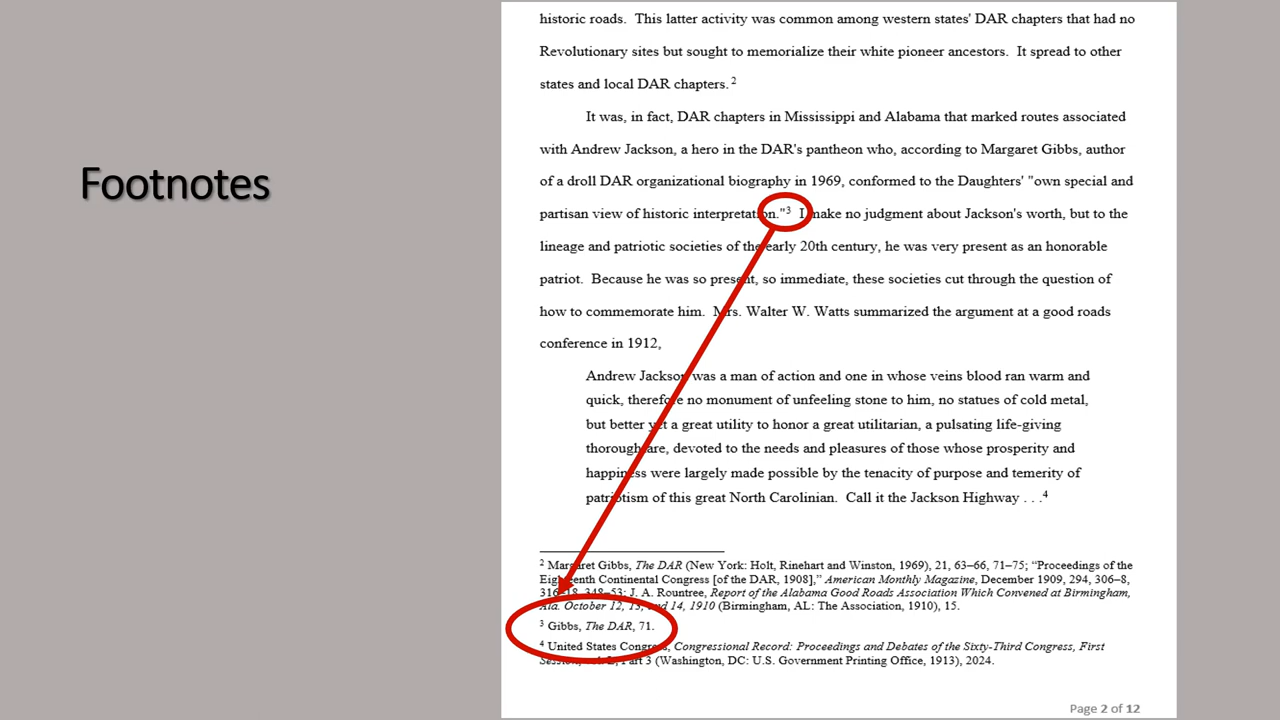 Footnotes
historic roads. This latter activity was common among western states' DAR chapters that had no
Revolutionary sites but sought to memorialize their white pioneer ancestors. It spread to other
states and local DAR chapters.2
It was, in fact, DAR chapters in Mississippi and Alabama that marked routes associated
with Andrew Jackson, a hero in the DAR's pantheon who, according to Margaret Gibbs, author
of a droll DAR organizational biography in 1969, conformed to the Daughters' "own special and
partisan view of historic interpretation."3 I make no judgment about Jackson's worth, but to the
lineage and patriotic societies of the early 20th century, he was very present as an honorable
patriot. Because he was so present, so immediate, these societies cut through the question of
how to commemorate him. Mrs. Walter W. Watts summarized the argument at a good roads
conference in 1912,
Andrew Jackson was a man of action and one in whose veins blood ran warm and
quick, therefore no monument of unfeeling stone to him, no statues of cold metal,
but better yet a great utility to honor a great utilitarian, a pulsating life-giving
thoroughfare, devoted to the needs and pleasures of those whose prosperity and
happiness were largely made possible by the tenacity of purpose and temerity of
patriotism of this great North Carolinian. Call it the Jackson Highway . . .4
2 Margaret Gibbs, The DAR (New York: Holt, Rinehart and Winston, 1969), 21, 63–66, 71–75; “Proceedings of the
Eighteenth Continental Congress [of the DAR, 1908],” American Monthly Magazine, December 1909, 294, 306–8,
316–18, 348–53; J. A. Rountree, Report of the Alabama Good Roads Association Which Convened at Birmingham,
Ala. October 12, 13, and 14, 1910 (Birmingham, AL: The Association, 1910), 15.
3 Gibbs, The DAR, 71.
4 United States Congress, Congressional Record: Proceedings and Debates of the Sixty-Third Congress, First
Session, Part 3 (Washington, DC: U.S. Government Printing Office, 1913), 2024.
Page 2 of 12